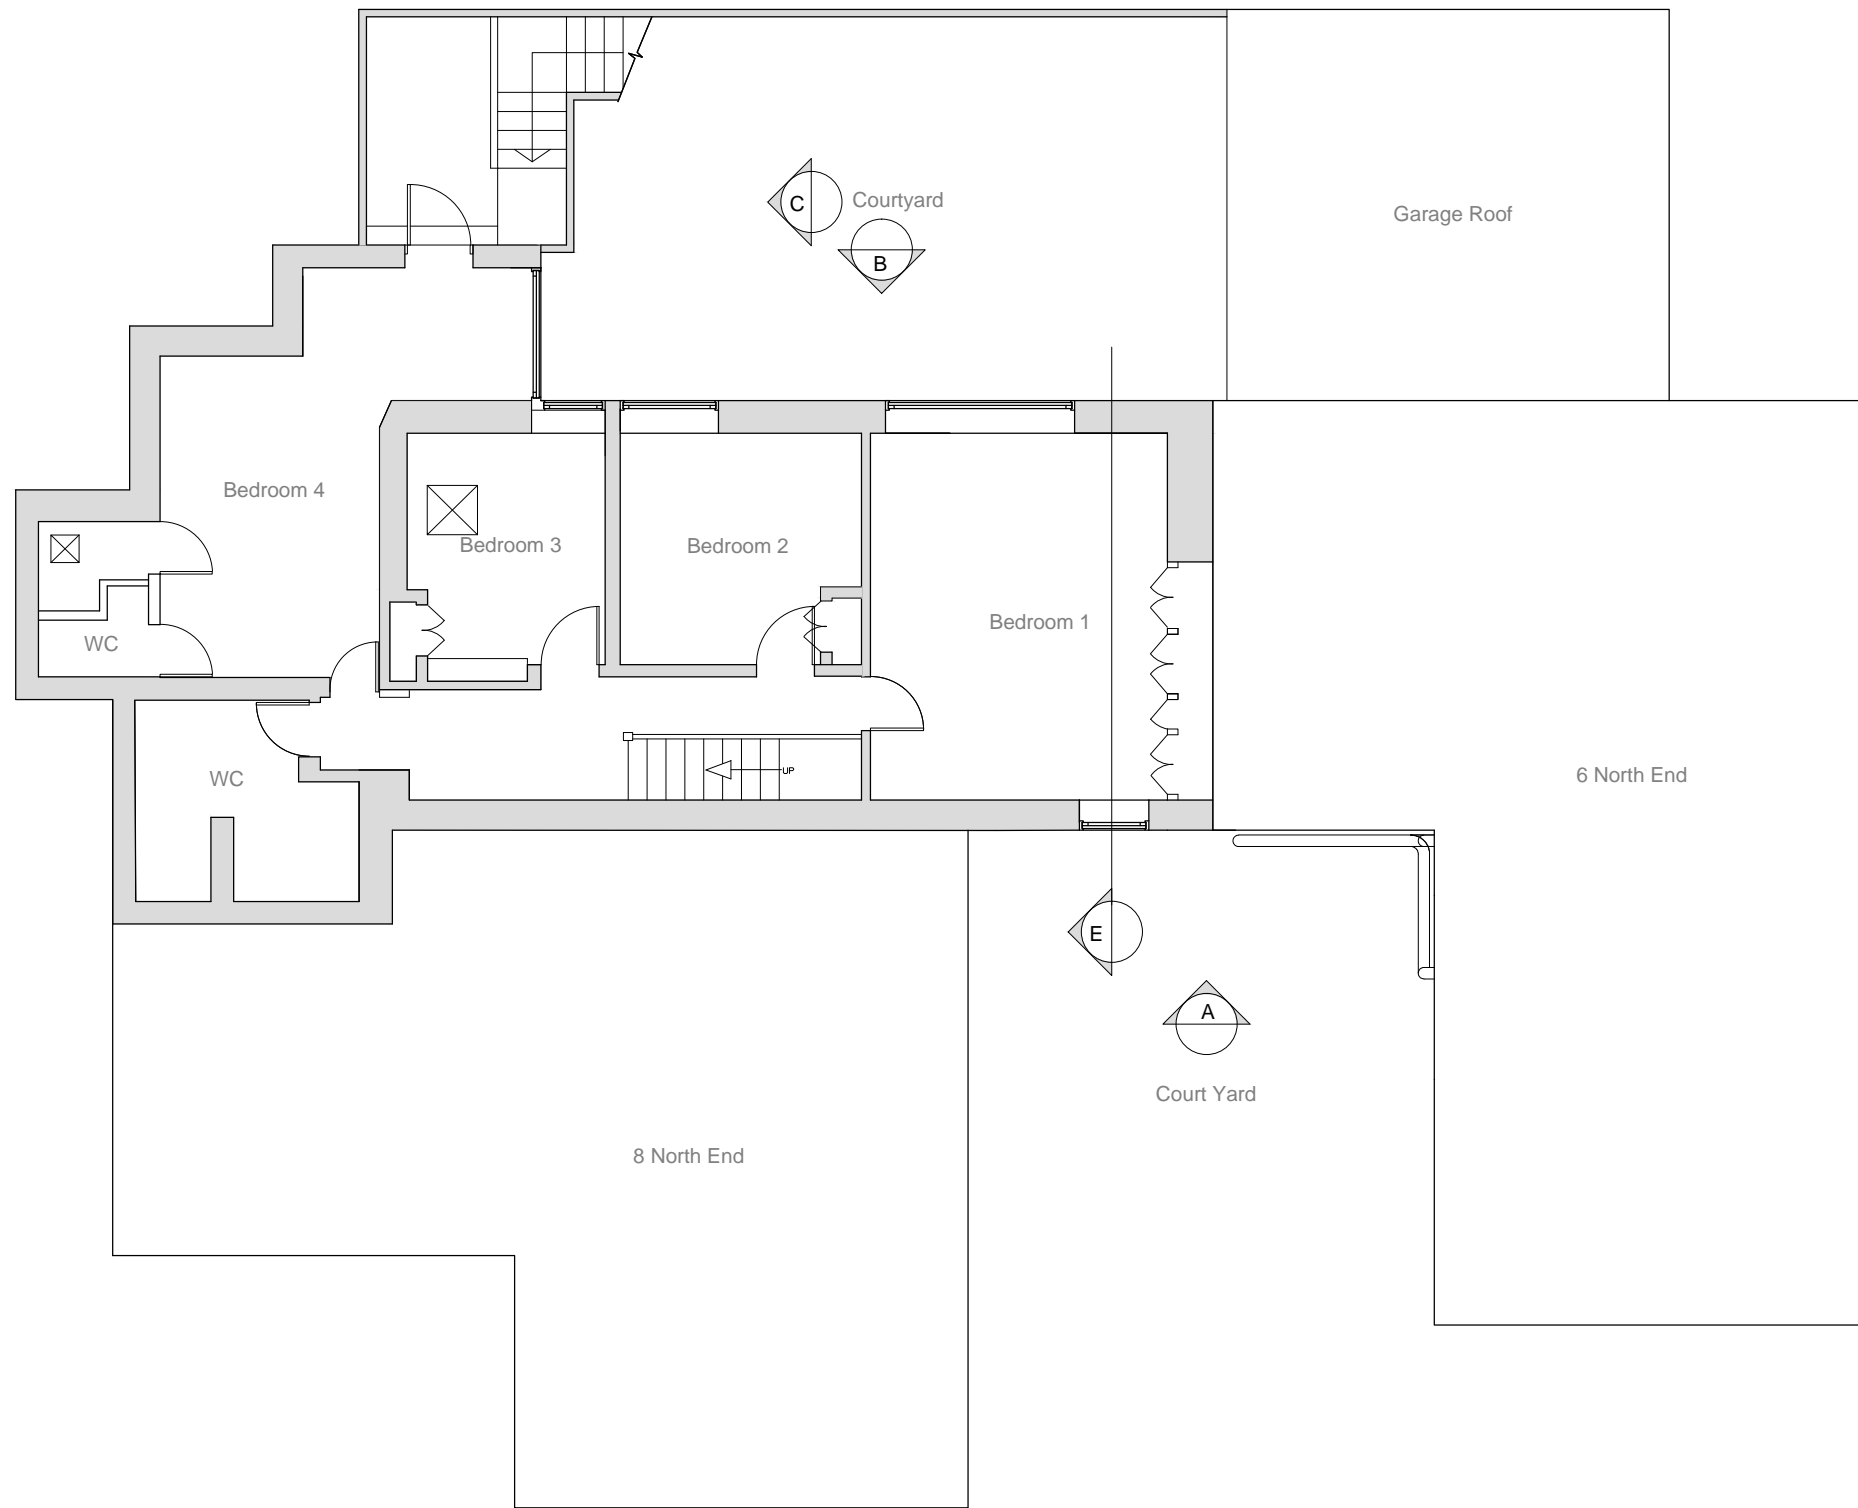 C
Courtyard
B
Garage Roof
Bedroom 4
Bedroom 3
Bedroom 2
Bedroom 1
WC
WC
UP
6 North End
E
A
Court Yard
8 North End